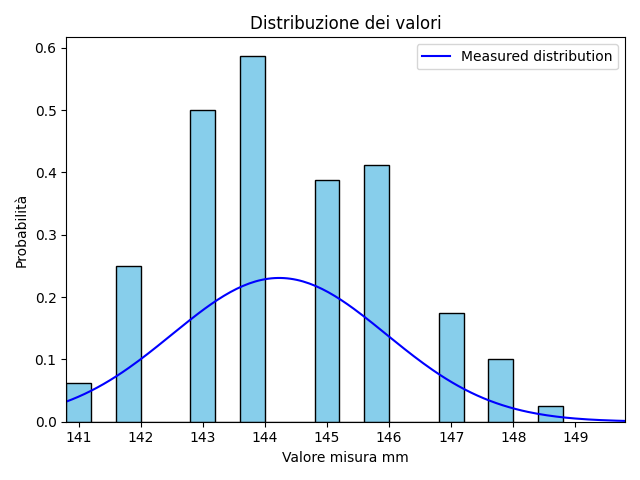 Distribuzione dei valori
Measured distribution
Probabilità
0.6
0.5
0.4
0.3
0.2
0.1
0.0
141 142 143 144 145 146 147 148 149
Valore misura mm